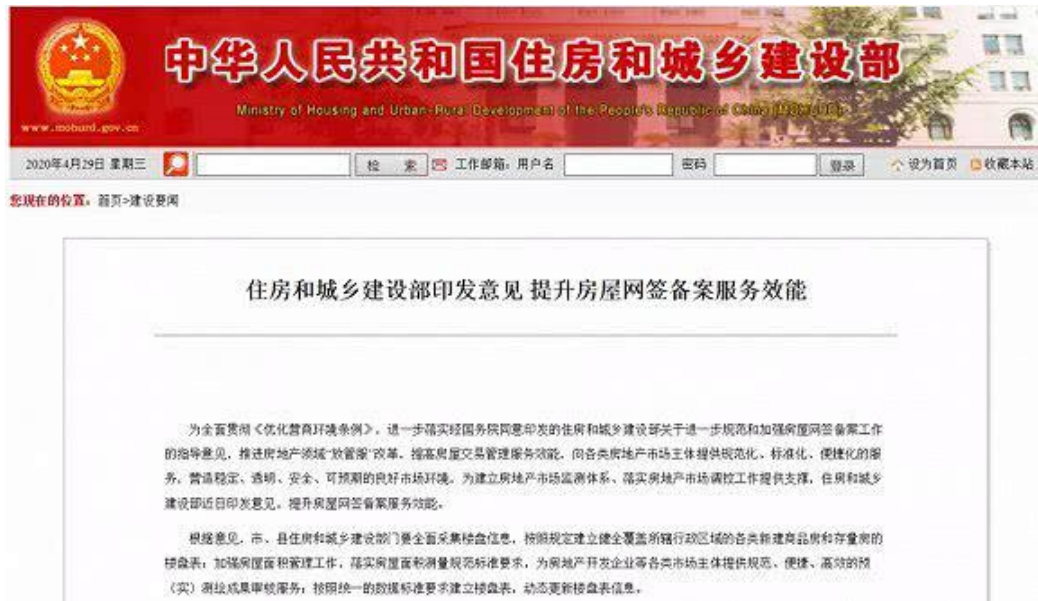 中华人民共和国住房和城乡建设部
Ministry of Housing and Urban-Rural Development of the People's Republic of China (MOHURD)
www.mohurd.gov.cn
2020年4月29日 星期三 检 索 工作邮箱：用户名 密码 登录 设为首页 收藏本站
您现在的位置：首页>建设要闻
住房和城乡建设部印发意见 提升房屋网签备案服务效能
为全面贯彻《优化营商环境条例》，进一步落实经国务院同意印发的住房和城乡建设部关于进一步规范和加强房屋网签备案工作
的指导意见，推进房地产领域“放管服”改革，提高房屋交易管理服务效能，向各类房地产市场主体提供规范化、标准化、便捷化的服
务，营造稳定、透明、安全、可预期的良好市场环境，为建立房地产市场监测体系、落实房地产市场调控工作提供支撑，住房和城乡
建设部近日印发意见，提升房屋网签备案服务效能。
根据意见，市、县住房和城乡建设部门要全面采集楼盘信息，按照规定建立健全覆盖所辖行政区域的各类新建商品房和存量房的
楼盘表；加强房屋面积管理工作，落实房屋面积测量规范标准要求，为房地产开发企业等各类市场主体提供规范、便捷、高效的预
（实）测绘成果审核服务；按照统一的数据标准要求建立楼盘表，动态更新楼盘表信息。